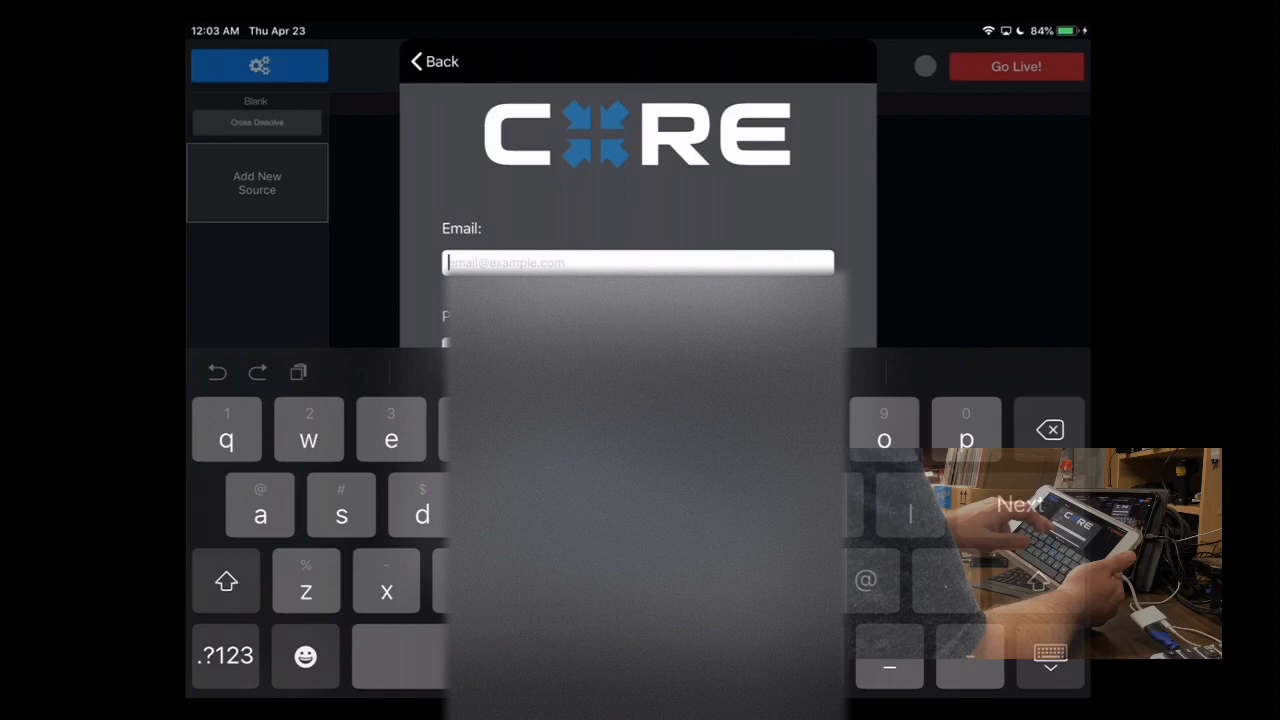 12:03 AM Thu Apr 23
84%
Back
Go Live!
Blank
Cross Dissolve
CORE
Add New
Source
Email:
email@example.com
P
1 2 3 9 0
q w e o p
@ # $
a s d l Next
% -
z x @ .
.?123 _ -